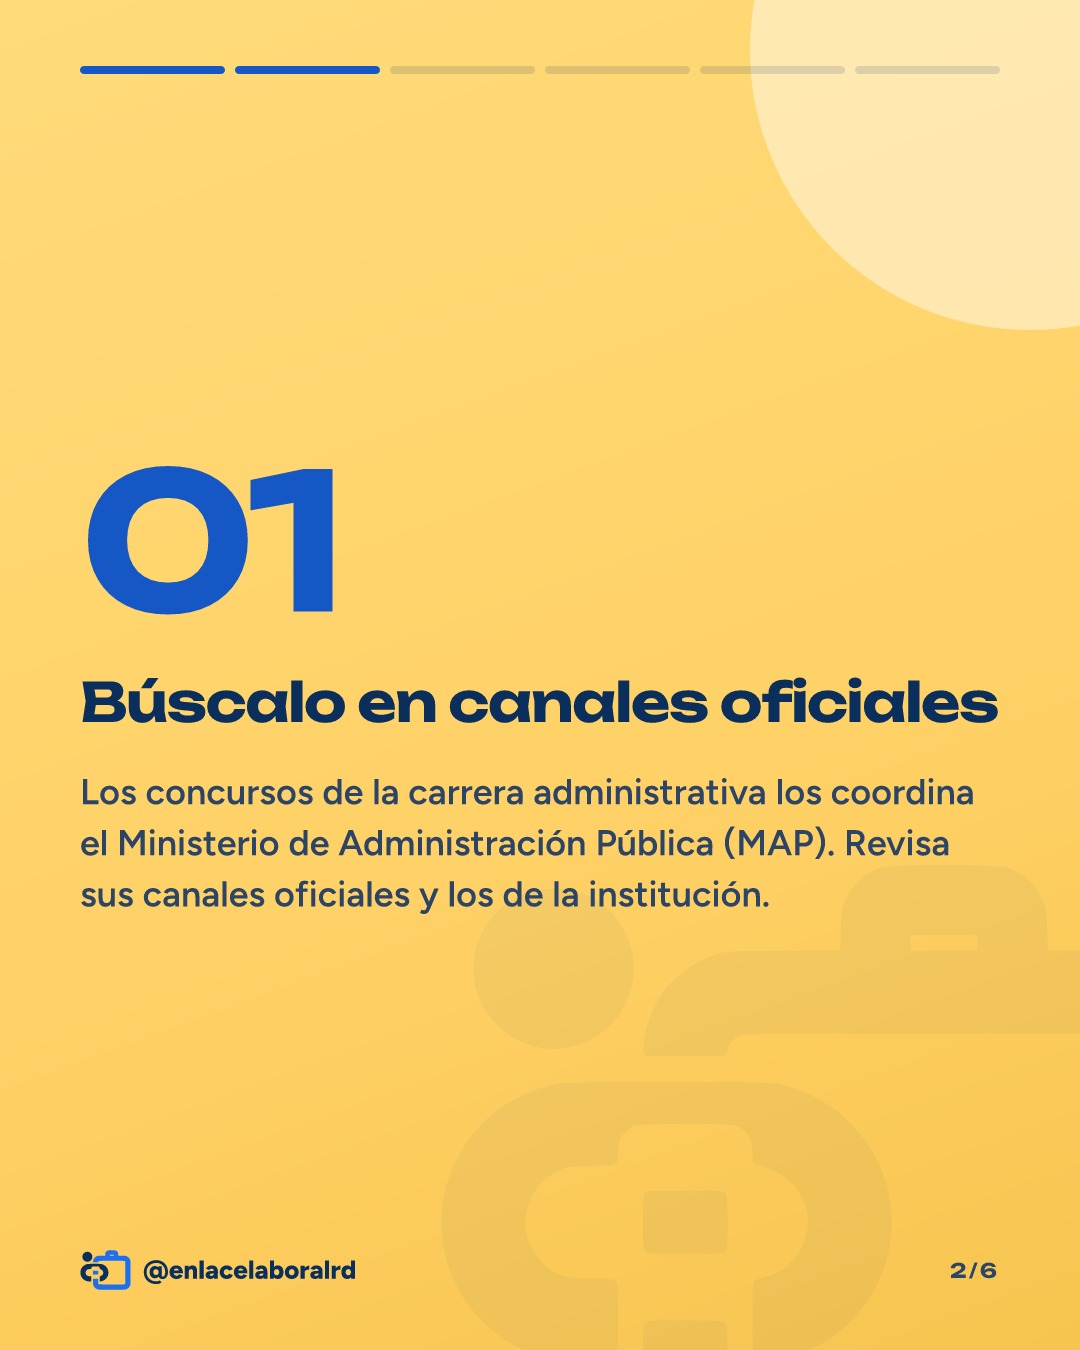 01
Búscalo en canales oficiales
Los concursos de la carrera administrativa los coordina
el Ministerio de Administración Pública (MAP). Revisa
sus canales oficiales y los de la institución.
@enlacelaboralrd
2/6